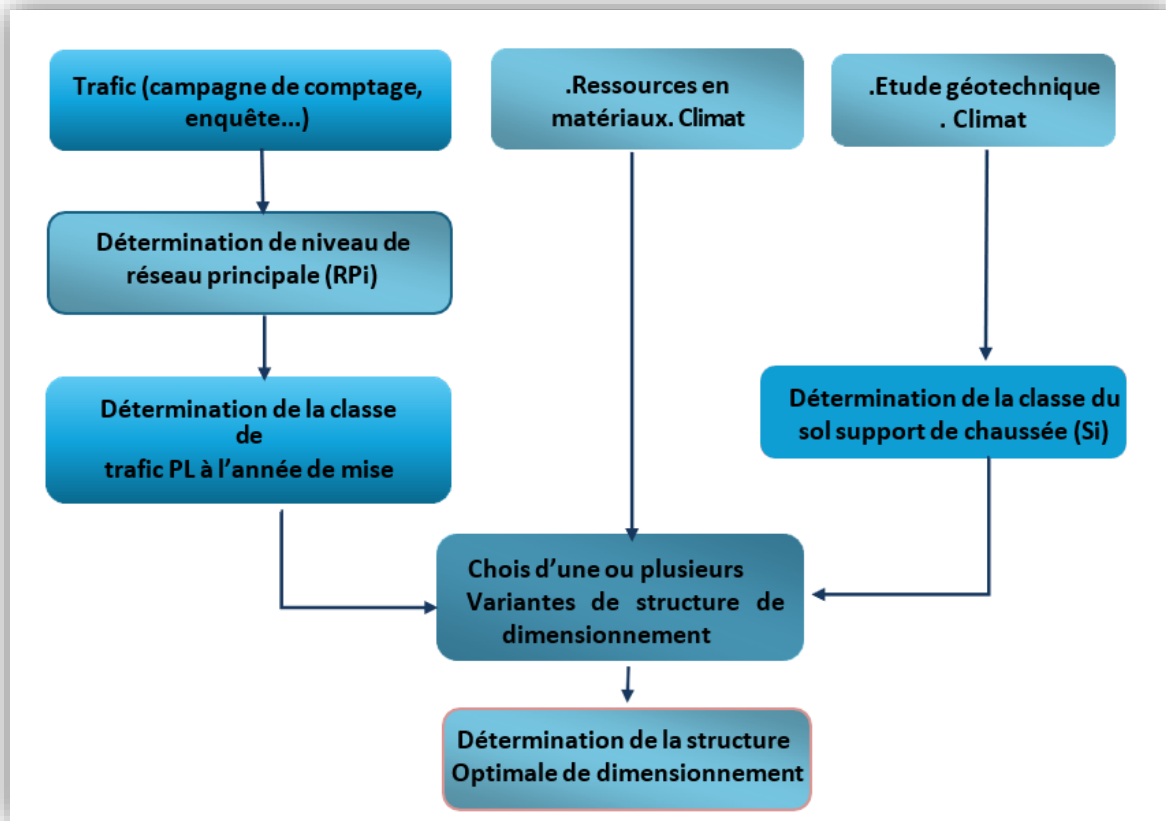 Trafic (campagne de comptage,
enquête...)
.Ressources en
matériaux. Climat
.Etude géotechnique
. Climat
Détermination de niveau de
réseau principale (RPi)
Détermination de la classe
de
trafic PL à l’année de mise
Détermination de la classe du
sol support de chaussée (Si)
Chois d’une ou plusieurs
Variantes de structure de
dimensionnement
Détermination de la structure
Optimale de dimensionnement